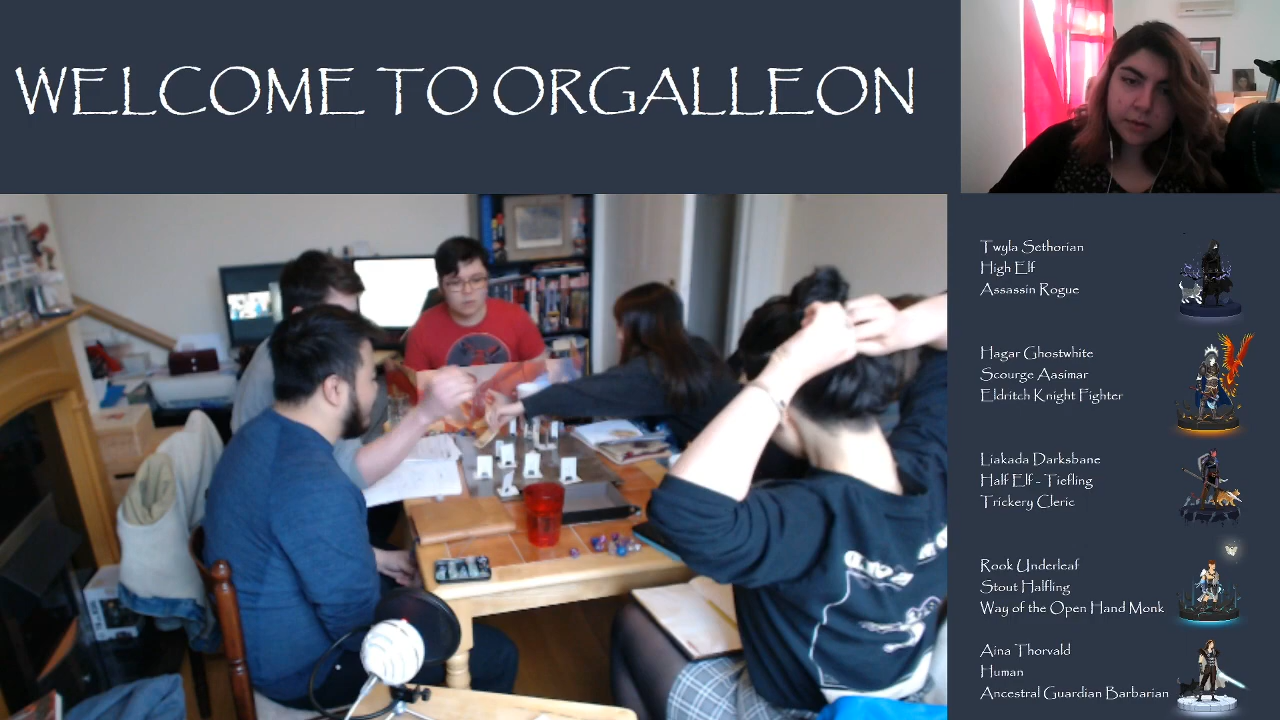 WELCOME TO ORGALLEON
Twyla Sethorian
High Elf
Assassin Rogue
Hagar Ghostwhite
Scourge Aasimar
Eldritch Knight Fighter
Liakada Darksbane
Half Elf - Tiefling
Trickery Cleric
Rook Underleaf
Stout Halfling
Way of the Open Hand Monk
Aina Thorvald
Human
Ancestral Guardian Barbarian